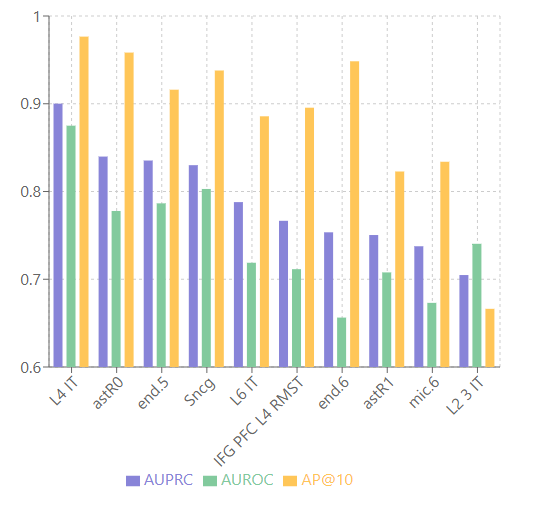 1
0.9
0.8
0.7
0.6
L4 IT
astR0
end.5
Sncg
L6 IT
IFG PFC L4 RMST
end.6
astR1
mic.6
L2 3 IT
AUPRC AUROC AP@10